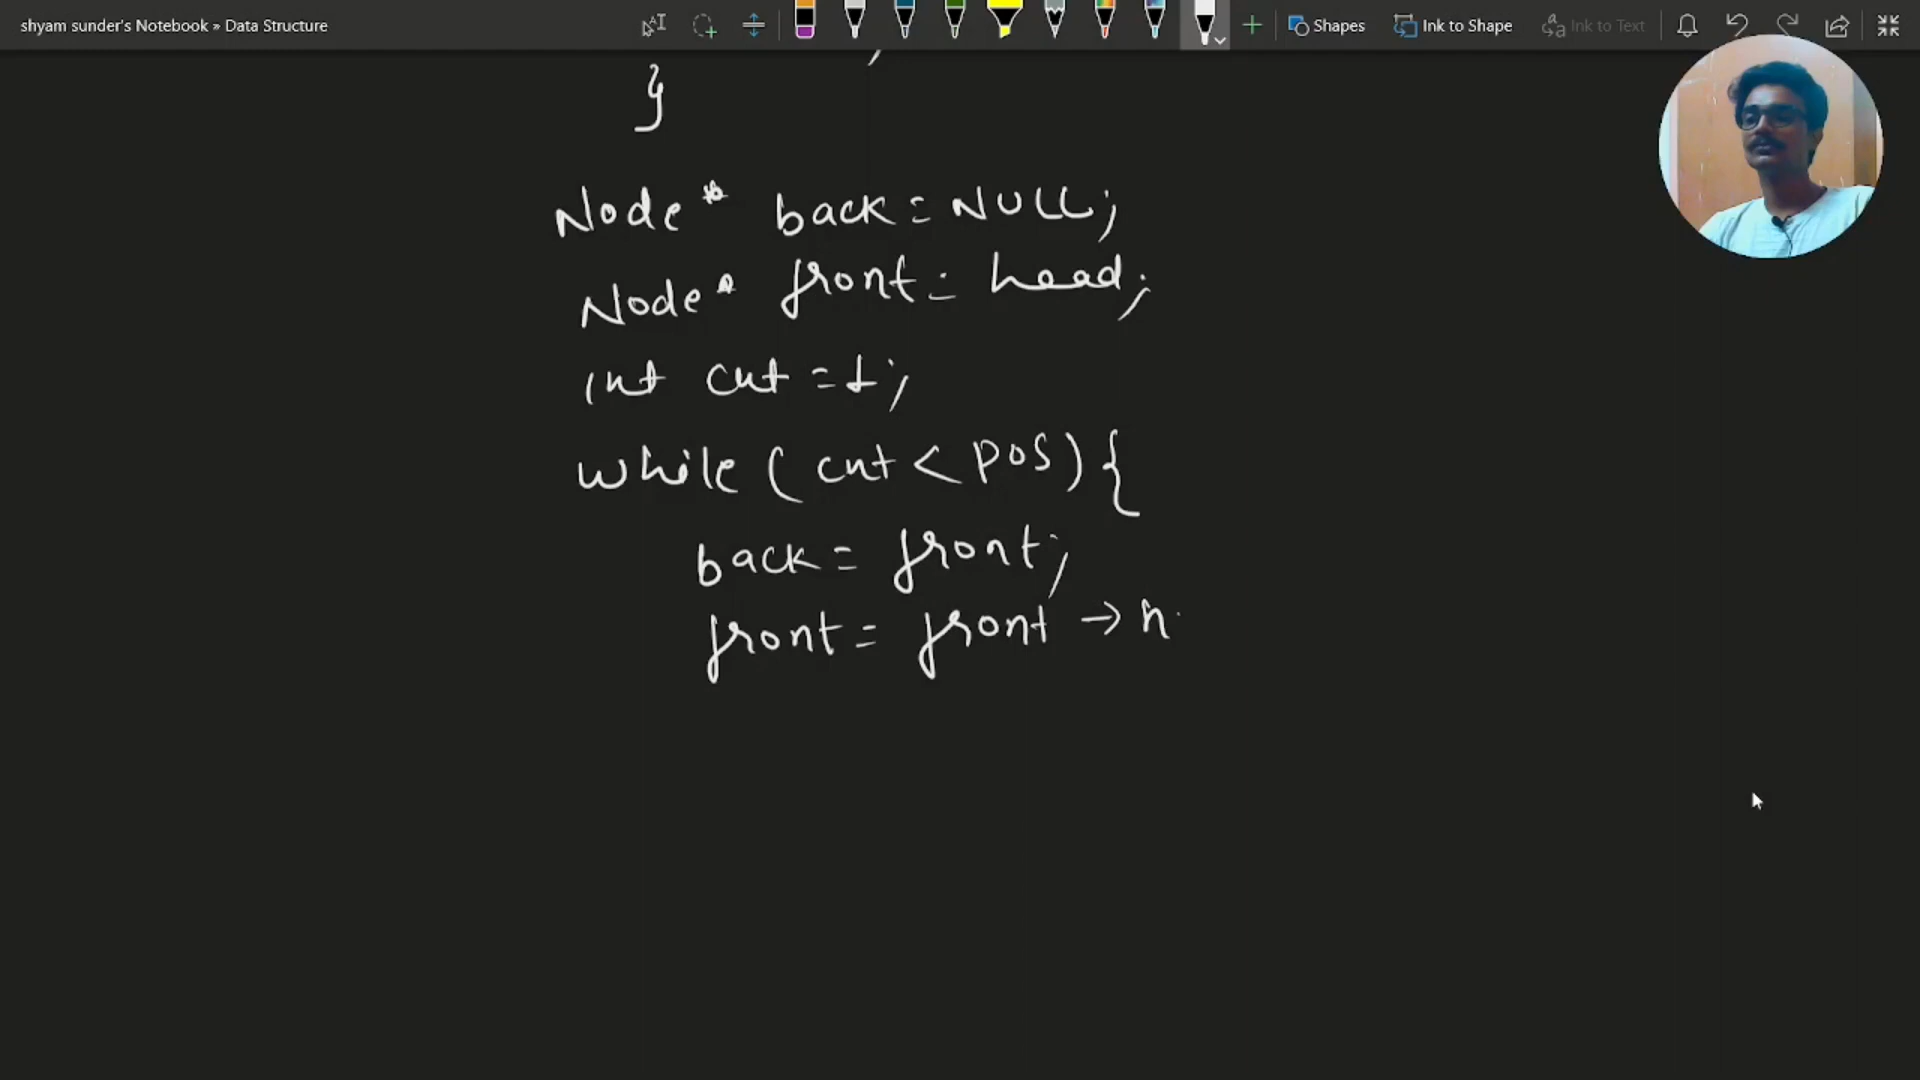 shyam sunder's Notebook » Data Structure
Shapes
Ink to Shape
Ink to Text
}
Node* back = NULL;
Node* front = head;
int cnt = 1;
while (cnt < pos) {
back = front;
front = front → n